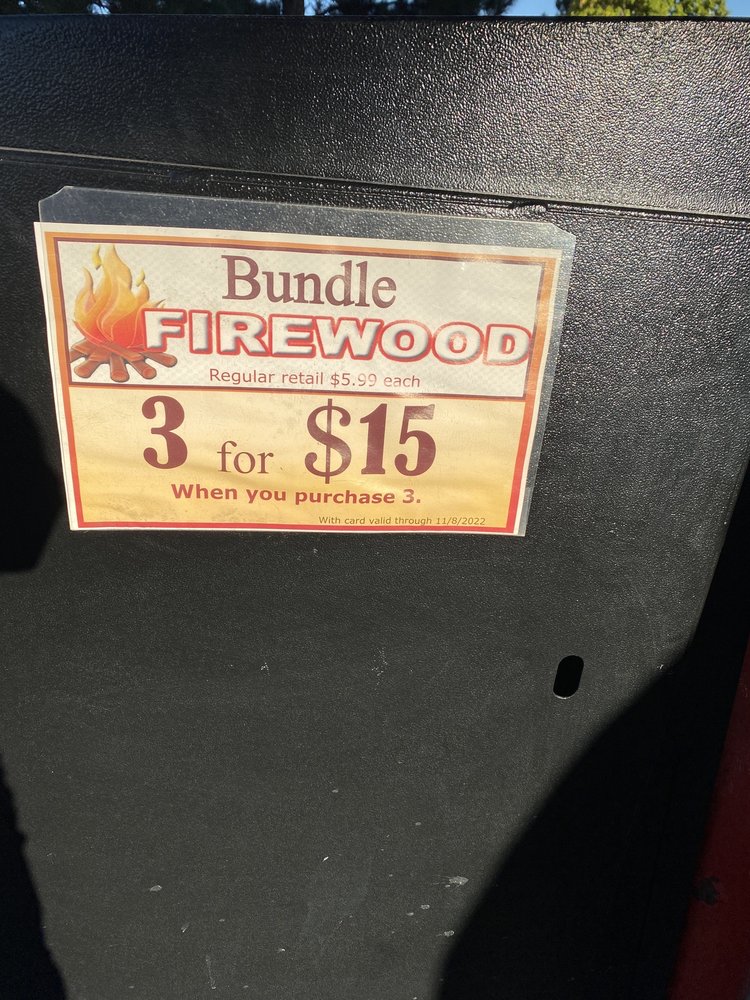 Bundle
FIREWOOD
Regular retail $5.99 each
3 for $15
When you purchase 3.
With card valid through 11/8/2022